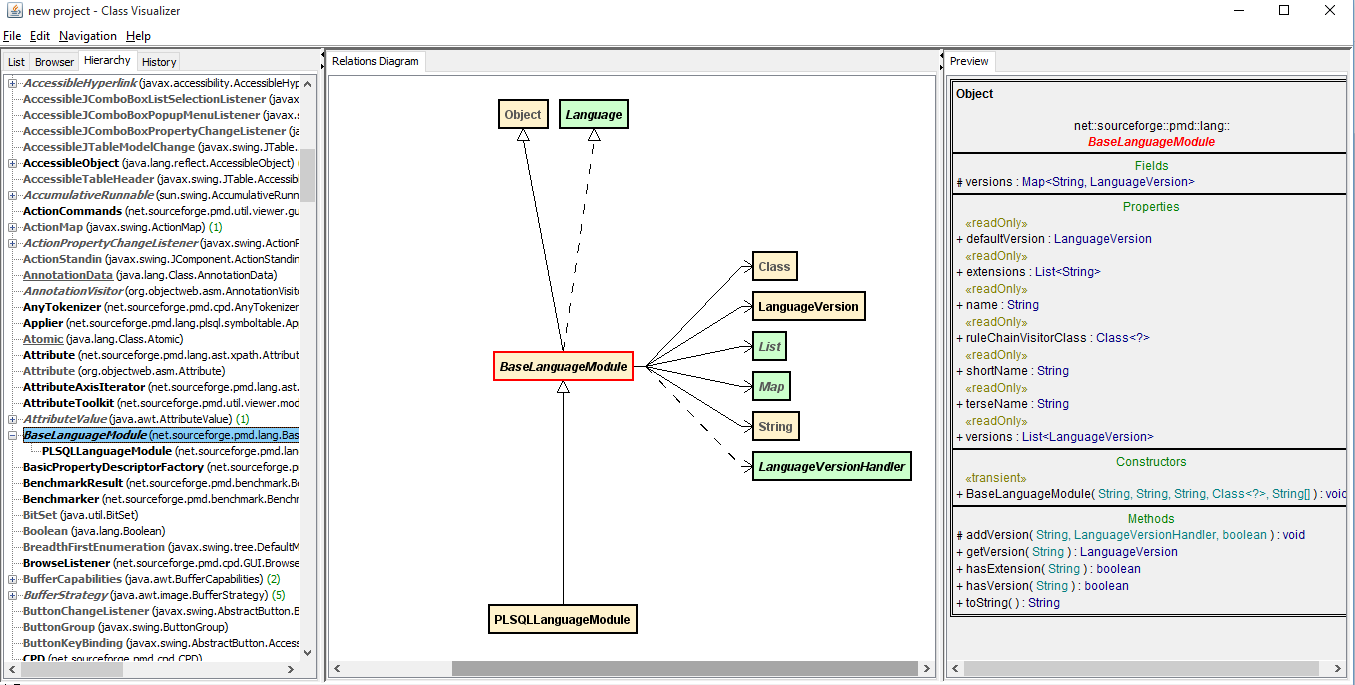 new project - Class Visualizer
File Edit Navigation Help
List Browser Hierarchy History
AccessibleHyperlink (javax.accessibility.AccessibleHyp
AccessibleJComboBoxListSelectionListener (javax
AccessibleJComboBoxPopupMenuListener (javax.
AccessibleJComboBoxPropertyChangeListener (ja
AccessibleJTableModelChange (javax.swing.JTable.
AccessibleObject (java.lang.reflect.AccessibleObject)
AccessibleTableHeader (javax.swing.JTable.Accessib
AccumulativeRunnable (sun.swing.AccumulativeRunn
ActionCommands (net.sourceforge.pmd.util.viewer.gu
ActionMap (javax.swing.ActionMap) (1)
ActionPropertyChangeListener (javax.swing.ActionP
ActionStandin (javax.swing.JComponent.ActionStandin
AnnotationData (java.lang.Class.AnnotationData)
AnnotationVisitor (org.objectweb.asm.AnnotationVisito
AnyTokenizer (net.sourceforge.pmd.cpd.AnyTokenizer
Applier (net.sourceforge.pmd.lang.plsql.symboltable.Ap
Atomic (java.lang.Class.Atomic)
Attribute (net.sourceforge.pmd.lang.ast.xpath.Attribut
Attribute (org.objectweb.asm.Attribute)
AttributeAxisIterator (net.sourceforge.pmd.lang.ast.
AttributeToolkit (net.sourceforge.pmd.util.viewer.mod
AttributeValue (java.awt.AttributeValue) (1)
BaseLanguageModule (net.sourceforge.pmd.lang.Bas
PLSQLLanguageModule (net.sourceforge.pmd.lang
BasicPropertyDescriptorFactory (net.sourceforge.p
BenchmarkResult (net.sourceforge.pmd.benchmark.Be
Benchmarker (net.sourceforge.pmd.benchmark.Bench
BitSet (java.util.BitSet)
Boolean (java.lang.Boolean)
BreadthFirstEnumeration (javax.swing.tree.DefaultM
BrowseListener (net.sourceforge.pmd.cpd.GUI.Browse
BufferCapabilities (java.awt.BufferCapabilities) (2)
BufferStrategy (java.awt.image.BufferStrategy) (5)
ButtonChangeListener (javax.swing.AbstractButton.B
ButtonGroup (javax.swing.ButtonGroup)
ButtonKeyBinding (javax.swing.AbstractButton.Access
CPD (net.sourceforge.pmd.cpd.CPD)
Relations Diagram
Object Language
Class
LanguageVersion
List
BaseLanguageModule
Map
String
LanguageVersionHandler
PLSQLLanguageModule
Preview
Object
net::sourceforge::pmd::lang::
BaseLanguageModule
Fields
# versions : Map<String, LanguageVersion>
Properties
«readOnly»
+ defaultVersion : LanguageVersion
«readOnly»
+ extensions : List<String>
«readOnly»
+ name : String
«readOnly»
+ ruleChainVisitorClass : Class<?>
«readOnly»
+ shortName : String
«readOnly»
+ terseName : String
«readOnly»
+ versions : List<LanguageVersion>
Constructors
«transient»
+ BaseLanguageModule( String, String, String, Class<?>, String[] ) : void
Methods
# addVersion( String, LanguageVersionHandler, boolean ) : void
+ getVersion( String ) : LanguageVersion
+ hasExtension( String ) : boolean
+ hasVersion( String ) : boolean
+ toString( ) : String